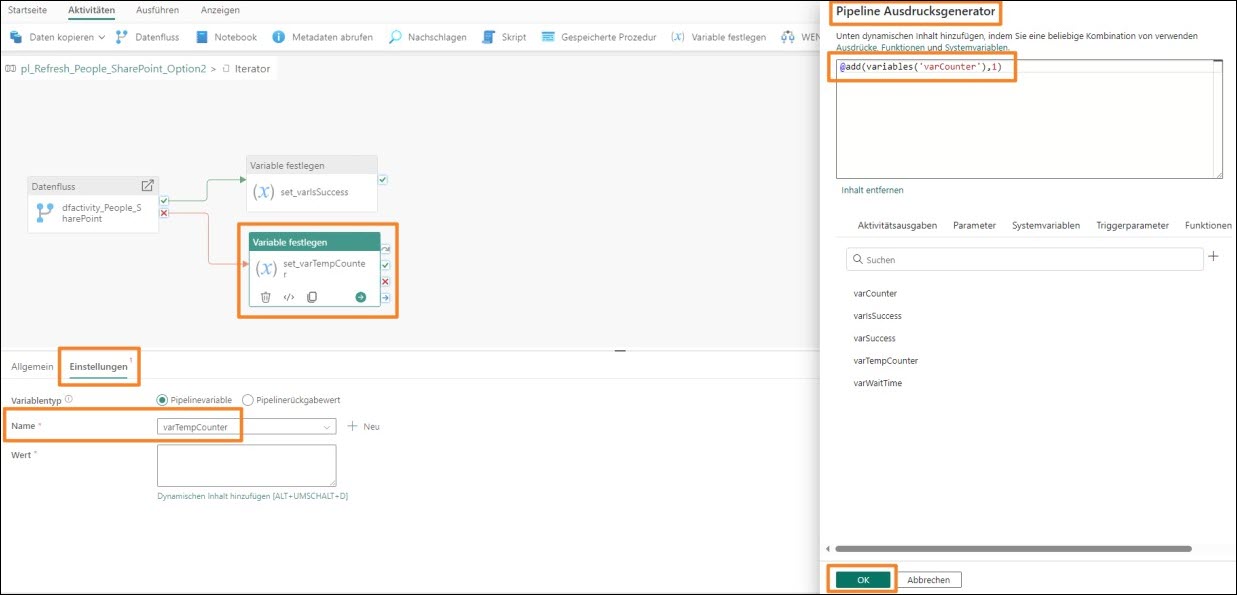 Startseite Aktivitäten Ausführen Anzeigen
Daten kopieren Datenfluss Notebook Metadaten abrufen Nachschlagen Skript Gespeicherte Prozedur (x) Variable festlegen WEN
pl_Refresh_People_SharePoint_Option2 > Iterator
Variable festlegen
(x) set_varIsSuccess
Datenfluss
dfactivity_People_S
harePoint
Variable festlegen
(x) set_varTempCounte
r
</>
Allgemein Einstellungen 1
Variablentyp Pipelinevariable Pipelinerückgabewert
Name * varTempCounter + Neu
Wert *
Dynamischen Inhalt hinzufügen [ALT+UMSCHALT+D]
Pipeline Ausdrucksgenerator
Unten dynamischen Inhalt hinzufügen, indem Sie eine beliebige Kombination von verwenden
Ausdrücke, Funktionen und Systemvariablen.
@add(variables('varCounter'),1)
Inhalt entfernen
Aktivitätsausgaben Parameter Systemvariablen Triggerparameter Funktionen
Suchen
varCounter
varIsSuccess
varSuccess
varTempCounter
varWaitTime
OK Abbrechen